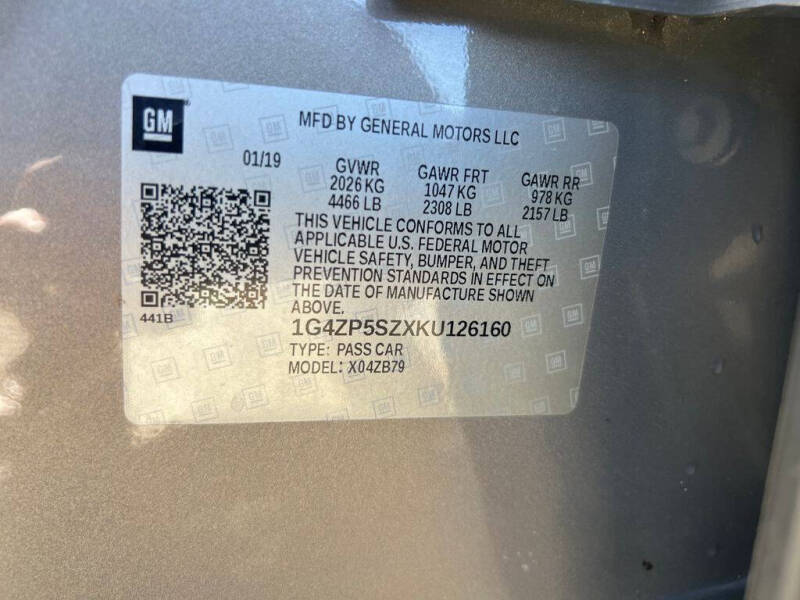 GM
MFD BY GENERAL MOTORS LLC
01/19
GVWR
2026 KG
4466 LB
GAWR FRT
1047 KG
2308 LB
GAWR RR
978 KG
2157 LB
THIS VEHICLE CONFORMS TO ALL
APPLICABLE U.S. FEDERAL MOTOR
VEHICLE SAFETY, BUMPER, AND THEFT
PREVENTION STANDARDS IN EFFECT ON
THE DATE OF MANUFACTURE SHOWN
ABOVE.
441B
1G4ZP5SZXKU126160
TYPE: PASS CAR
MODEL: X04ZB79